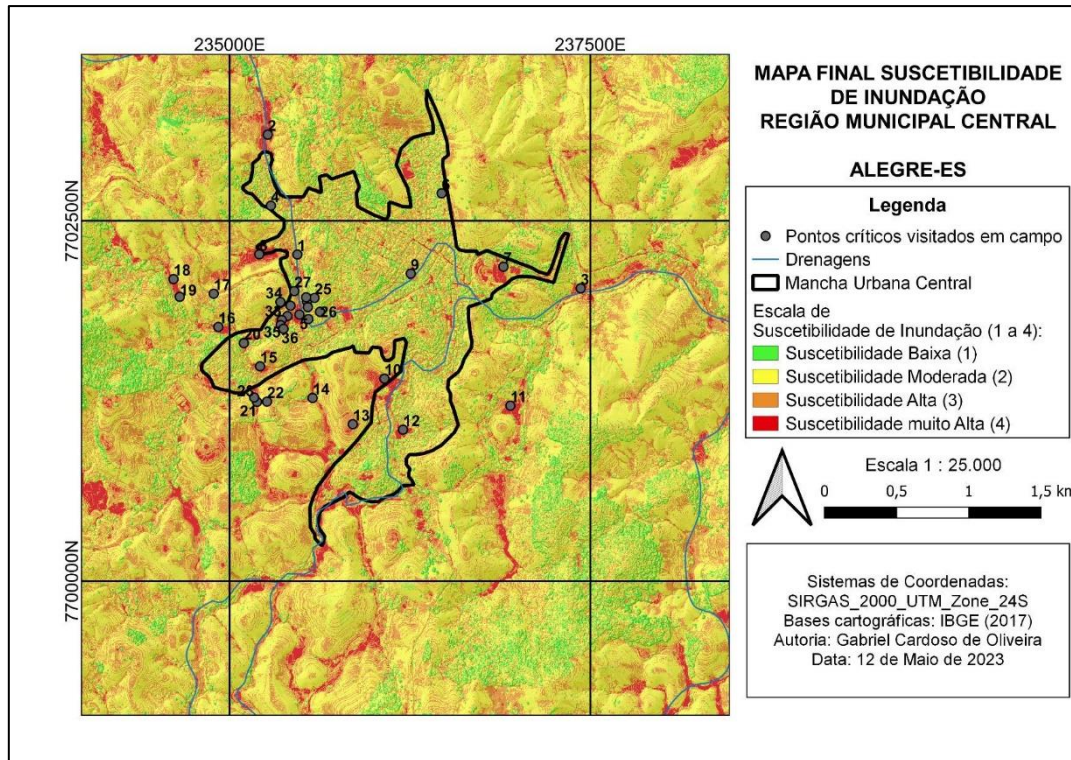 235000E
237500E
7702500N
7700000N
2
4
1
18
19
17
16
27
34
25
26
33
5
35
36
20
15
21
22
14
13
10
12
11
9
7
3
MAPA FINAL SUSCETIBILIDADE
DE INUNDAÇÃO
REGIÃO MUNICIPAL CENTRAL
ALEGRE-ES
Legenda
Pontos críticos visitados em campo
Drenagens
Mancha Urbana Central
Escala de
Suscetibilidade de Inundação (1 a 4):
Suscetibilidade Baixa (1)
Suscetibilidade Moderada (2)
Suscetibilidade Alta (3)
Suscetibilidade muito Alta (4)
Escala 1 : 25.000
0 0,5 1 1,5 km
Sistemas de Coordenadas:
SIRGAS_2000_UTM_Zone_24S
Bases cartográficas: IBGE (2017)
Autoria: Gabriel Cardoso de Oliveira
Data: 12 de Maio de 2023